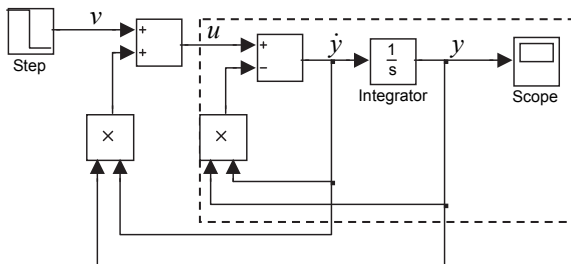 v
+
+
Step
u
+
−
ẏ
1
s
Integrator
y
Scope
×
×